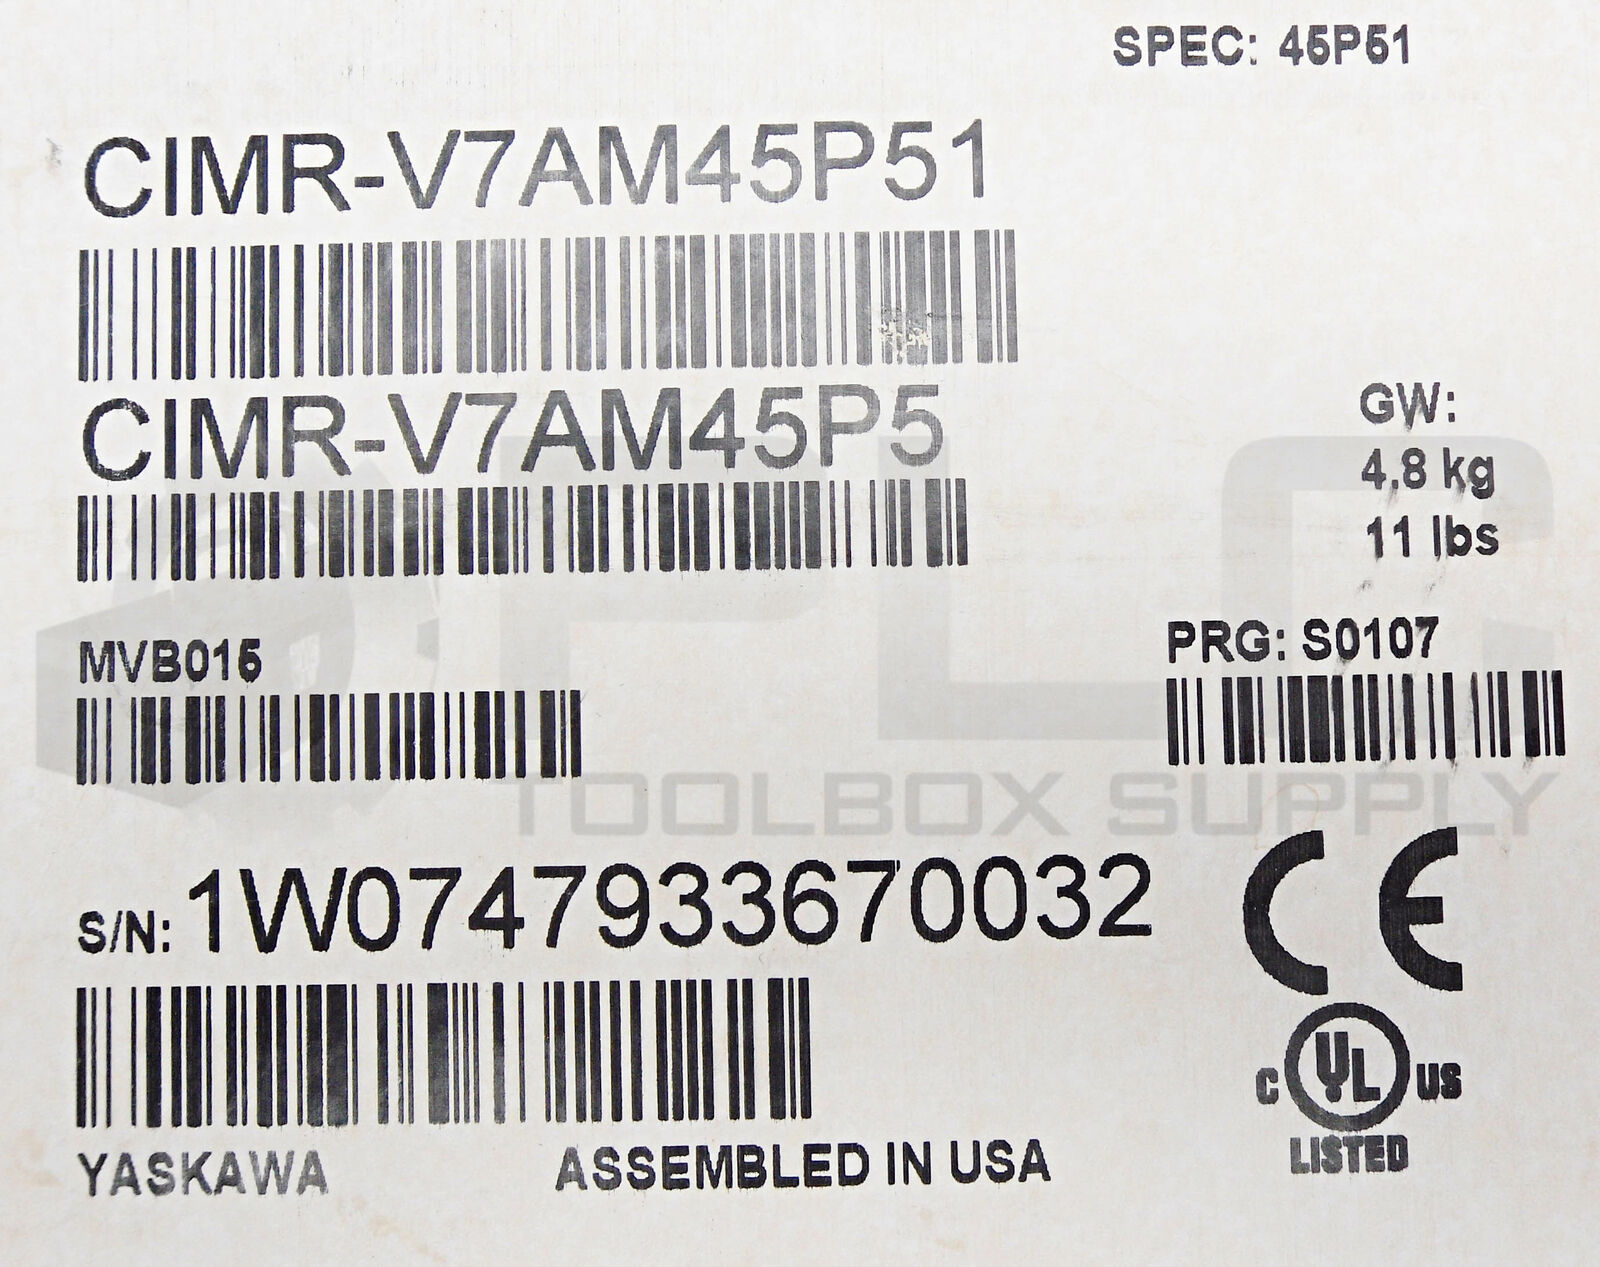 SPEC: 45P51
CIMR-V7AM45P51
CIMR-V7AM45P5
GW:
4.8 kg
11 lbs
MVB015
PRG: S0107
PLC
TOOLBOX SUPPLY
S/N: 1W0747933670032
CE
C UL US
LISTED
YASKAWA
ASSEMBLED IN USA